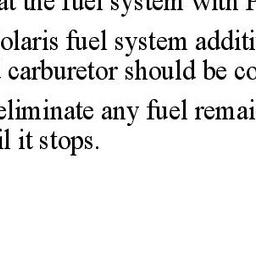 at the fuel system with P
olaris fuel system additi
carburetor should be co
eliminate any fuel remai
il it stops.